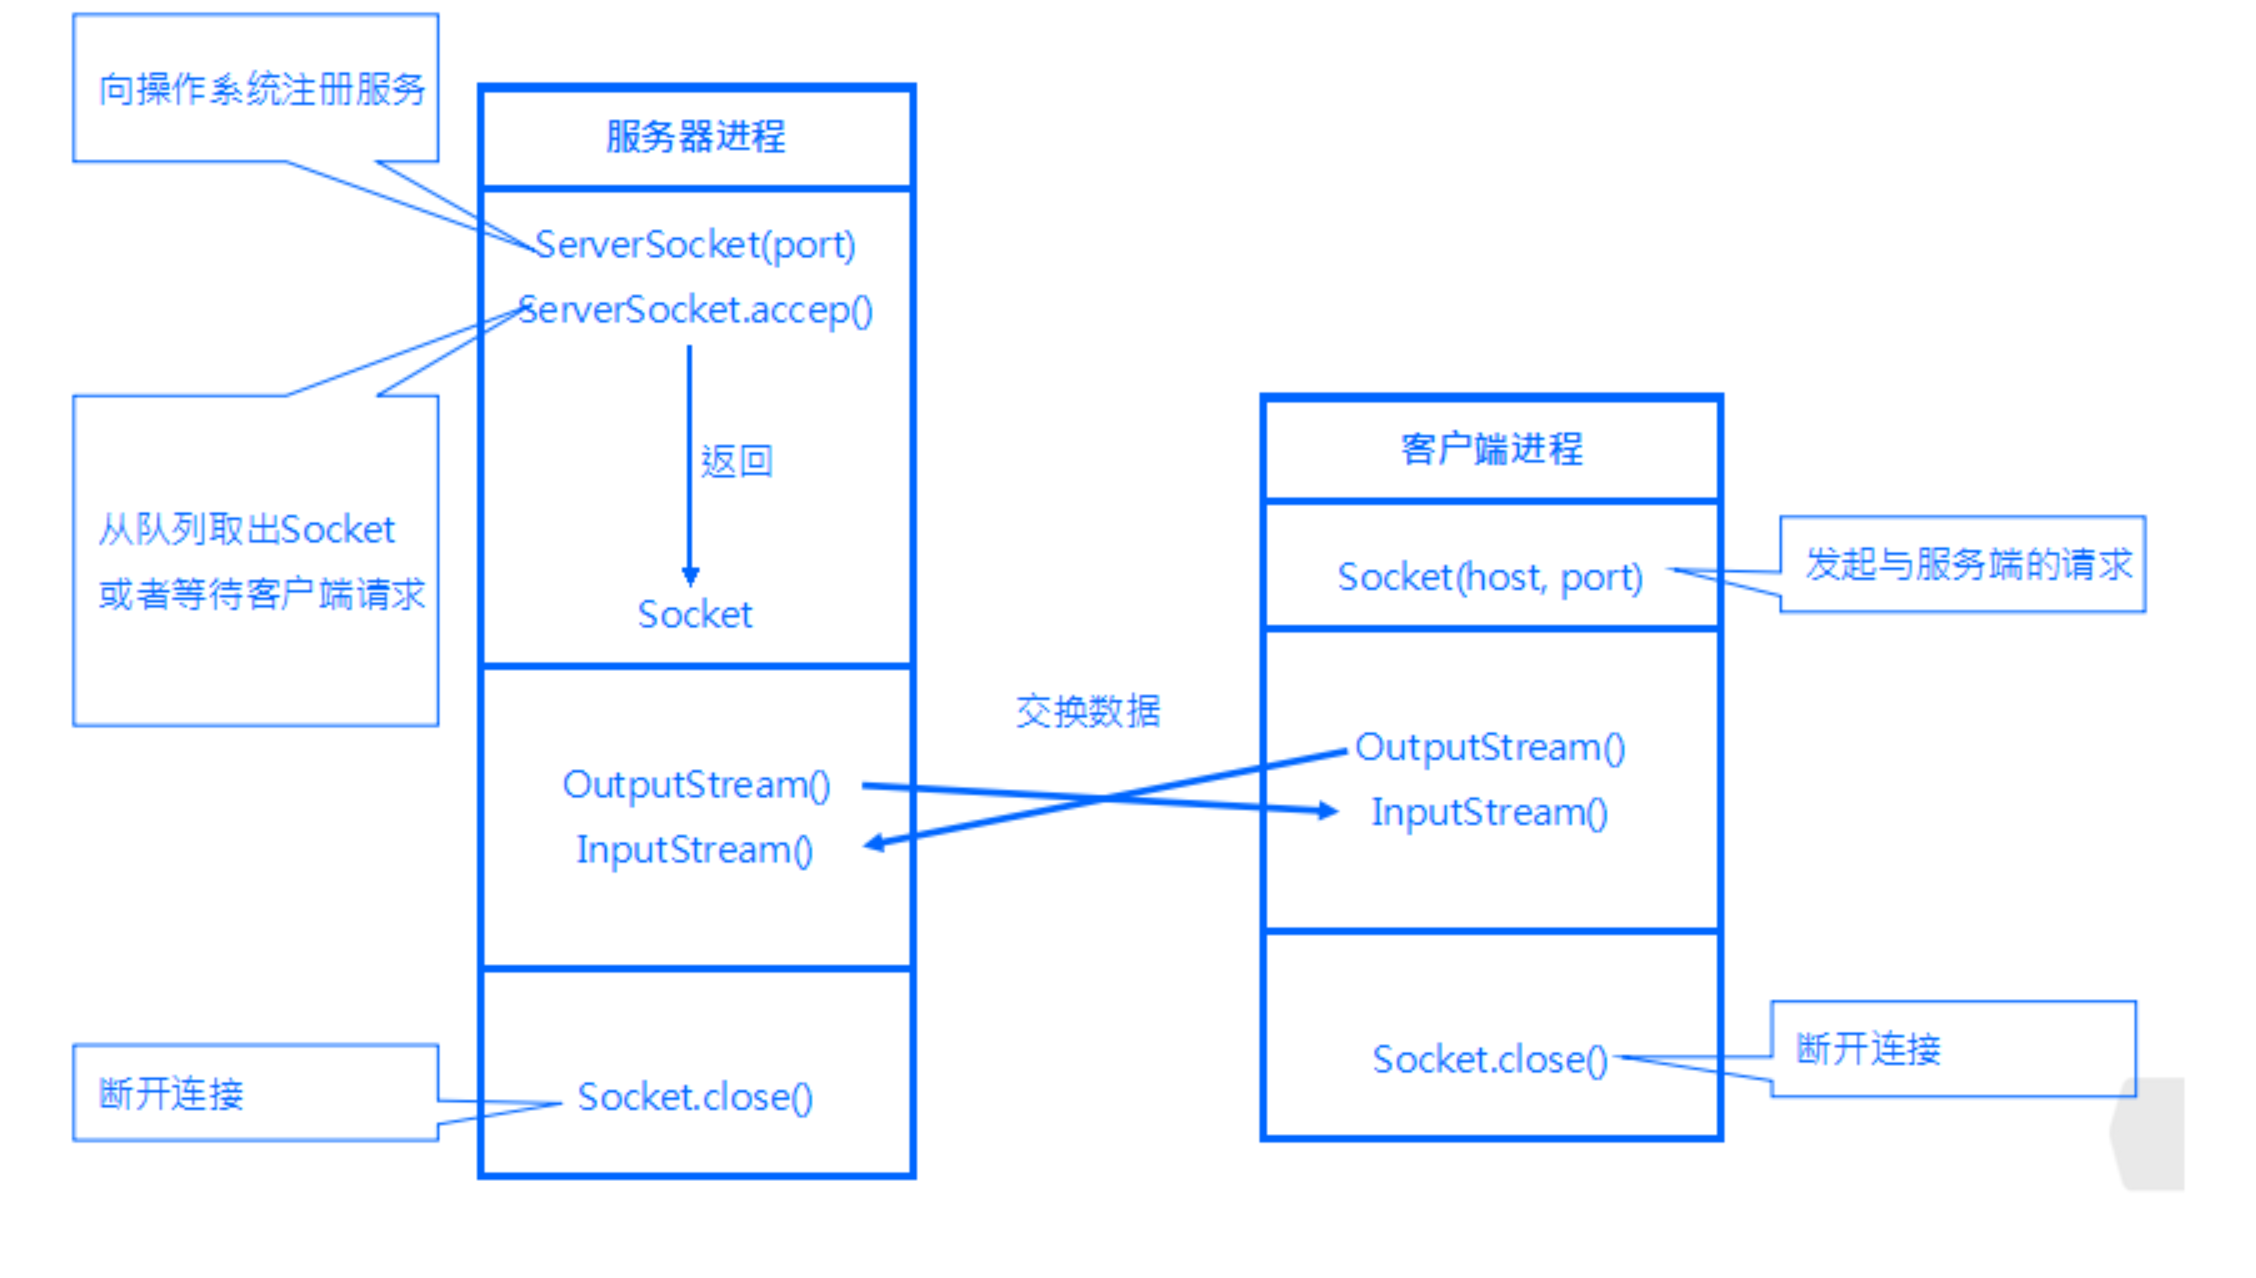 向操作系统注册服务
服务器进程
ServerSocket(port)
ServerSocket.accep()
返回
从队列取出Socket
或者等待客户端请求
Socket
客户端进程
Socket(host, port)
发起与服务端的请求
交换数据
OutputStream()
InputStream()
OutputStream()
InputStream()
断开连接
Socket.close()
Socket.close()
断开连接